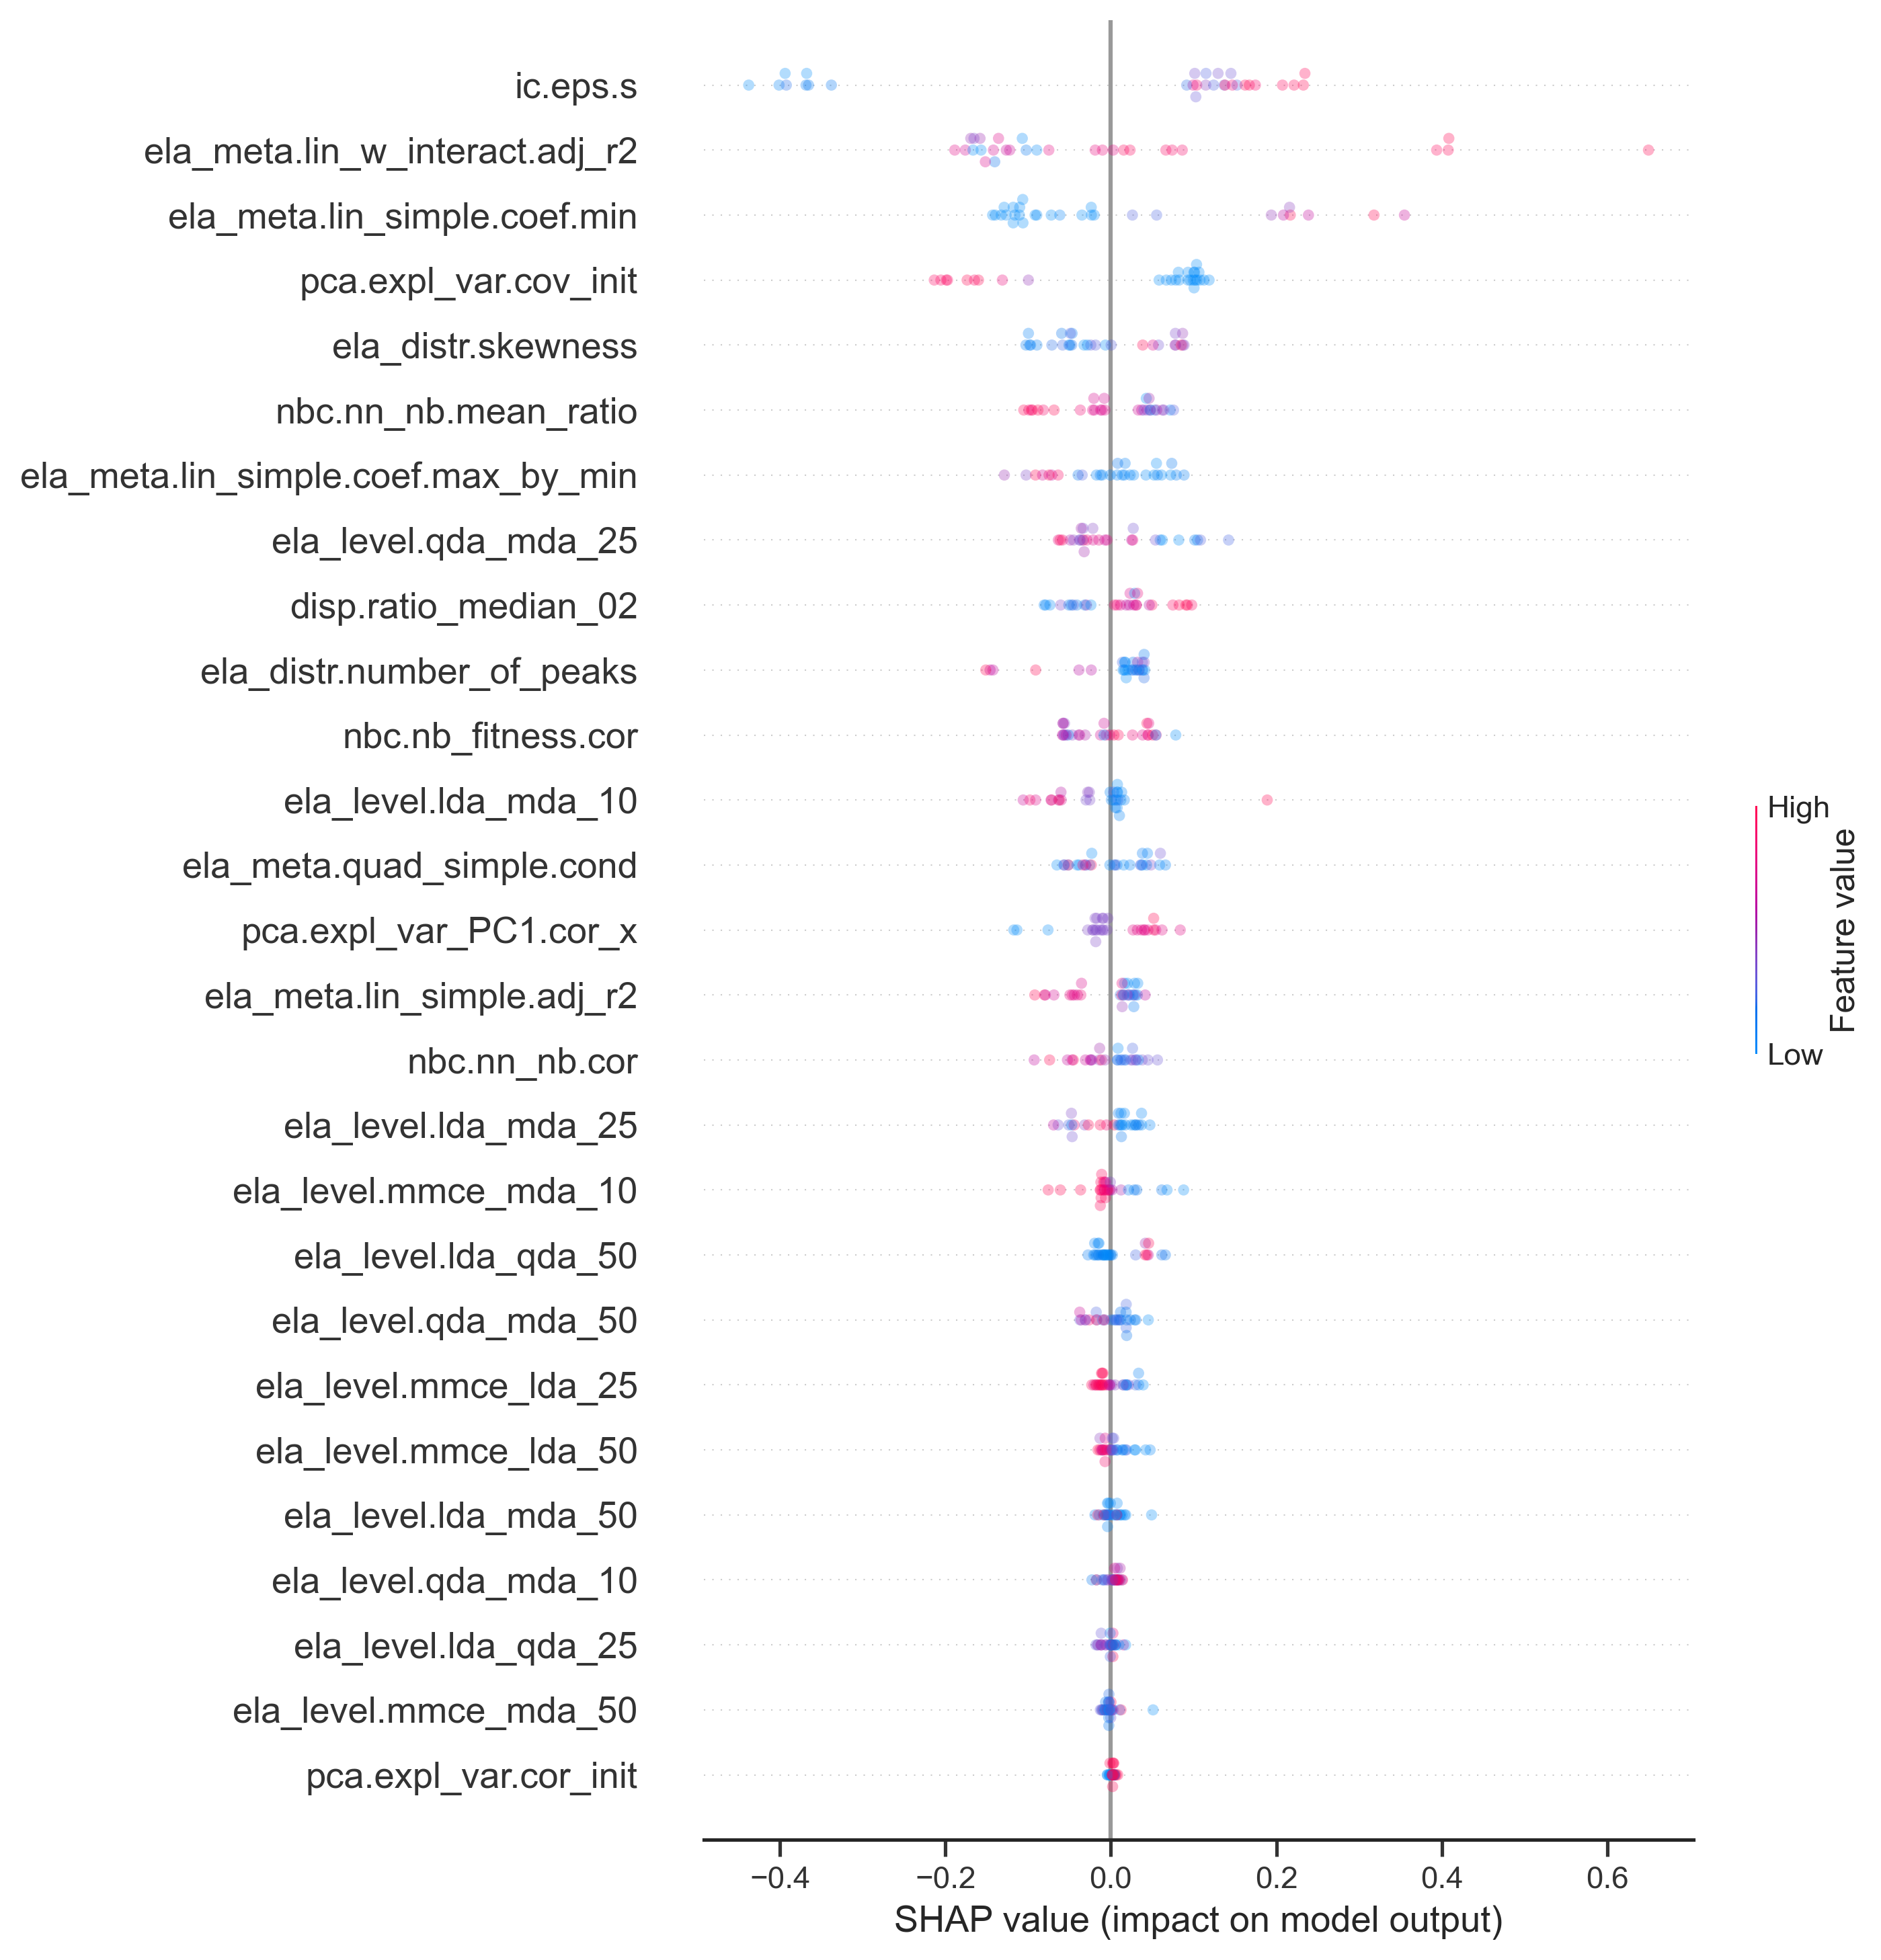 ic.eps.s
ela_meta.lin_w_interact.adj_r2
ela_meta.lin_simple.coef.min
pca.expl_var.cov_init
ela_distr.skewness
nbc.nn_nb.mean_ratio
ela_meta.lin_simple.coef.max_by_min
ela_level.qda_mda_25
disp.ratio_median_02
ela_distr.number_of_peaks
nbc.nb_fitness.cor
ela_level.lda_mda_10
ela_meta.quad_simple.cond
pca.expl_var_PC1.cor_x
ela_meta.lin_simple.adj_r2
nbc.nn_nb.cor
ela_level.lda_mda_25
ela_level.mmce_mda_10
ela_level.lda_qda_50
ela_level.qda_mda_50
ela_level.mmce_lda_25
ela_level.mmce_lda_50
ela_level.lda_mda_50
ela_level.qda_mda_10
ela_level.lda_qda_25
ela_level.mmce_mda_50
pca.expl_var.cor_init
−0.4 −0.2 0.0 0.2 0.4 0.6
SHAP value (impact on model output)
High
Feature value
Low